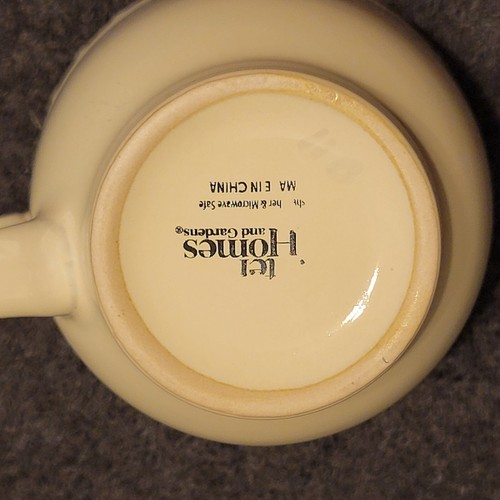 Homes
and Gardens®
& Microwave Safe
IN CHINA